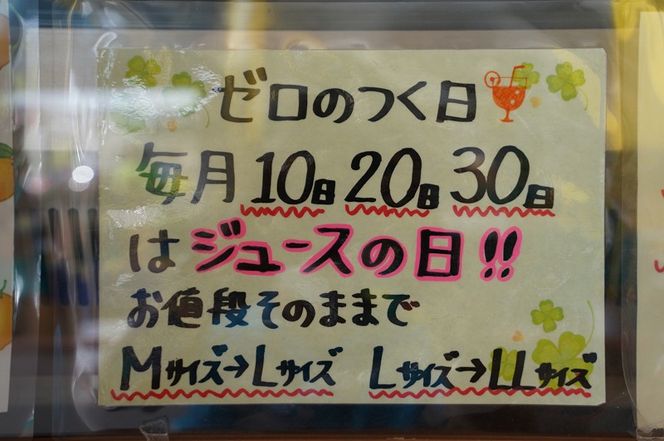 ゼロのつく日
毎月10日20日30日
はジュースの日!!
お値段そのままで
Mサイズ→Lサイズ Lサイズ→LLサイズ